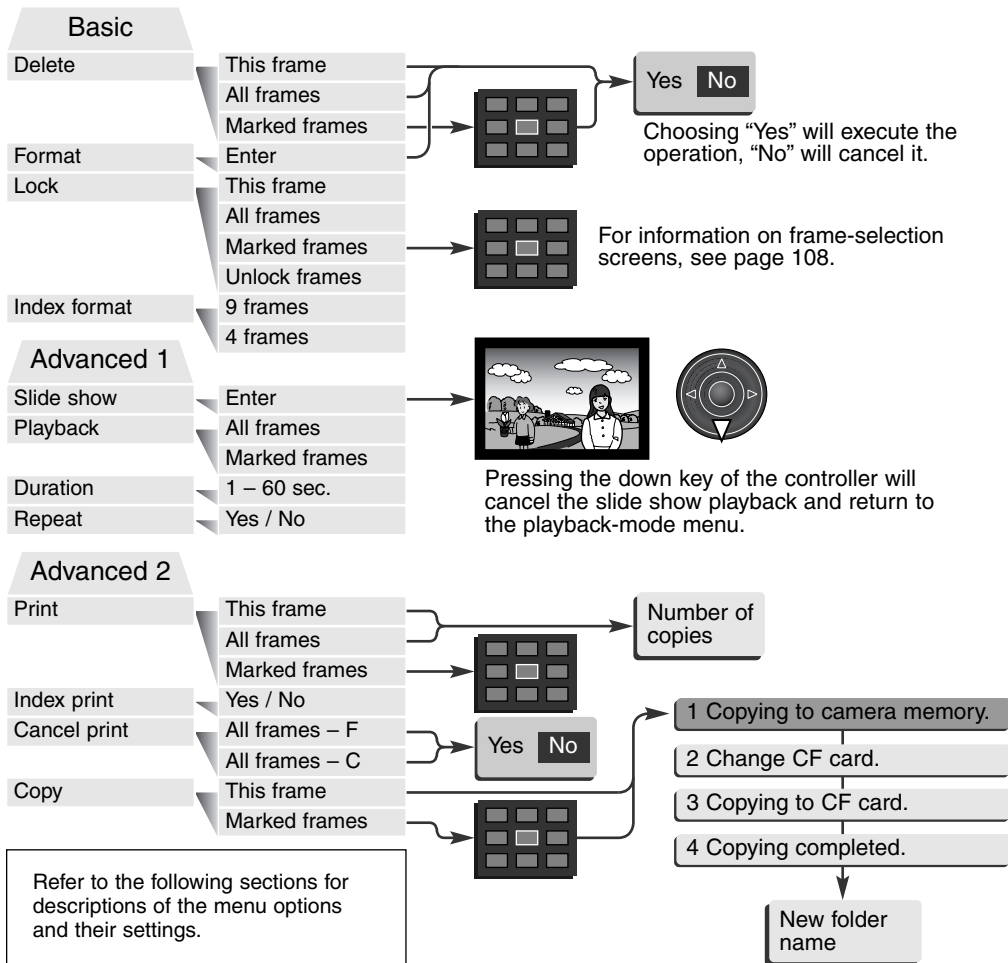 Basic
Delete
This frame
All frames
Marked frames
Yes No
Choosing “Yes” will execute the
operation, “No” will cancel it.
Format
Enter
Lock
This frame
All frames
Marked frames
Unlock frames
For information on frame-selection
screens, see page 108.
Index format
9 frames
4 frames
Advanced 1
Slide show
Enter
Playback
All frames
Marked frames
Duration
1 – 60 sec.
Repeat
Yes / No
Pressing the down key of the controller will
cancel the slide show playback and return to
the playback-mode menu.
Advanced 2
Print
This frame
All frames
Marked frames
Number of
copies
Index print
Yes / No
Cancel print
All frames – F
All frames – C
Yes No
Copy
This frame
Marked frames
1 Copying to camera memory.
2 Change CF card.
3 Copying to CF card.
4 Copying completed.
New folder
name
Refer to the following sections for
descriptions of the menu options
and their settings.